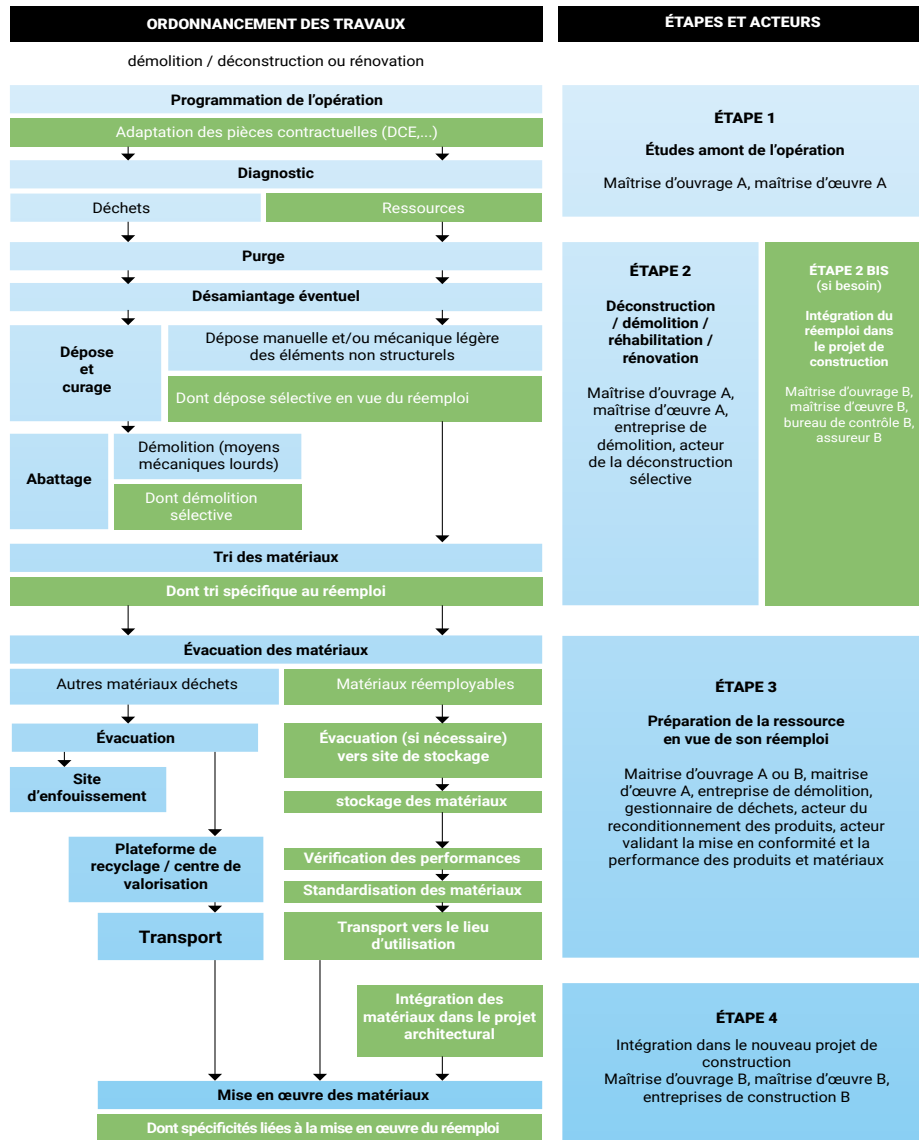 ORDONNANCEMENT DES TRAVAUX
démolition / déconstruction ou rénovation
Programmation de l'opération
Adaptation des pièces contractuelles (DCE,...)
Diagnostic
Déchets
Ressources
Purge
Désamiantage éventuel
Dépose
et
curage
Dépose manuelle et/ou mécanique légère
des éléments non structurels
Dont dépose sélective en vue du réemploi
Abattage
Démolition (moyens
mécaniques lourds)
Dont démolition
sélective
Tri des matériaux
Dont tri spécifique au réemploi
Évacuation des matériaux
Autres matériaux déchets
Matériaux réemployables
Évacuation
Site
d'enfouissement
Évacuation (si nécessaire)
vers site de stockage
stockage des matériaux
Plateforme de
recyclage / centre de
valorisation
Vérification des performances
Standardisation des matériaux
Transport
Transport vers le lieu
d'utilisation
Intégration des
matériaux dans le projet
architectural
Mise en œuvre des matériaux
Dont spécificités liées à la mise en œuvre du réemploi
ÉTAPES ET ACTEURS
ÉTAPE 1
Études amont de l'opération
Maîtrise d'ouvrage A, maîtrise d'œuvre A
ÉTAPE 2
Déconstruction
/ démolition /
réhabilitation /
rénovation
Maîtrise d'ouvrage A,
maîtrise d'œuvre A,
entreprise de
démolition, acteur
de la déconstruction
sélective
ÉTAPE 2 BIS
(si besoin)
Intégration du
réemploi dans
le projet de
construction
Maîtrise d'ouvrage B,
maîtrise d'œuvre B,
bureau de contrôle B,
assureur B
ÉTAPE 3
Préparation de la ressource
en vue de son réemploi
Maitrise d'ouvrage A ou B, maitrise
d'œuvre A, entreprise de démolition,
gestionnaire de déchets, acteur du
reconditionnement des produits, acteur
validant la mise en conformité et la
performance des produits et matériaux
ÉTAPE 4
Intégration dans le nouveau projet de
construction
Maîtrise d'ouvrage B, maîtrise d'œuvre B,
entreprises de construction B